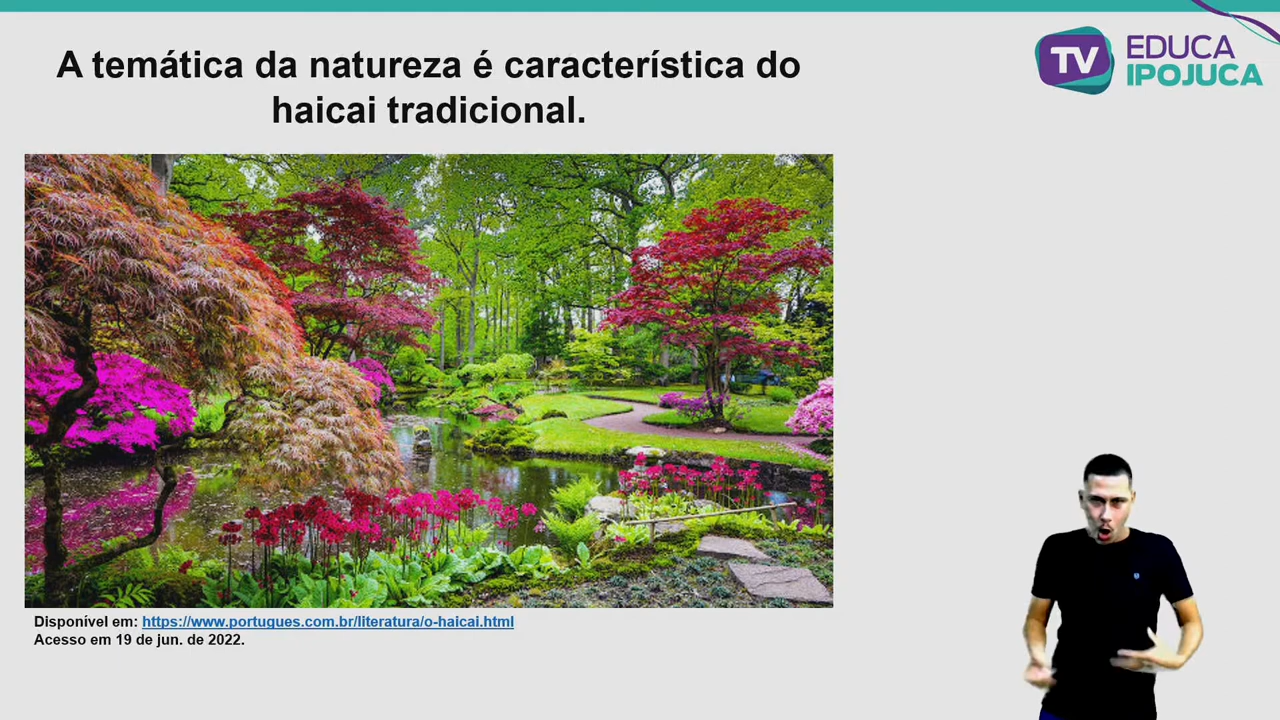 A temática da natureza é característica do
haicai tradicional.
TV EDUCA
IPOJUCA
Disponível em: https://www.portugues.com.br/literatura/o-haicai.html
Acesso em 19 de jun. de 2022.